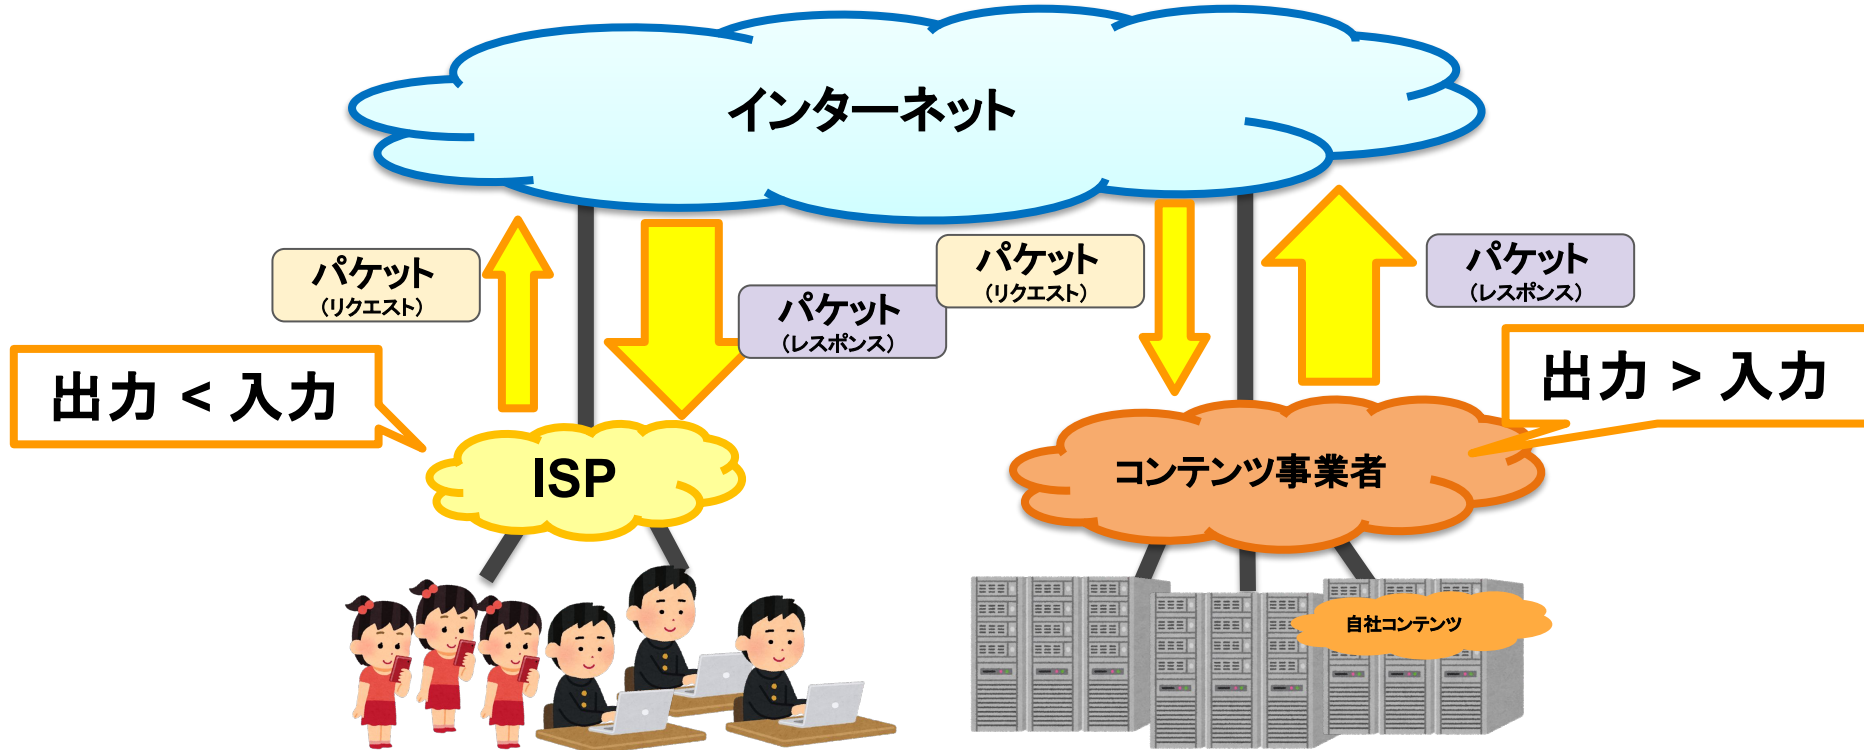 インターネット
パケット
（リクエスト）
パケット
（レスポンス）
パケット
（リクエスト）
パケット
（レスポンス）
出力 < 入力
出力 > 入力
ISP
コンテンツ事業者
自社コンテンツ